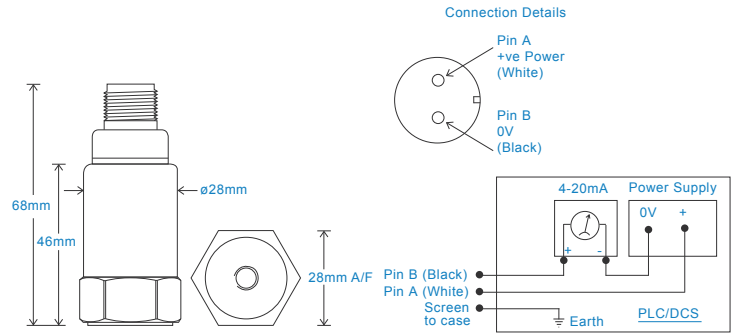 Connection Details
Pin A
+ve Power
(White)
Pin B
0V
(Black)
ø28mm
68mm
46mm
28mm A/F
4-20mA
Power Supply
0V
+
+
-
Pin B (Black)
Pin A (White)
Screen
to case
Earth
PLC/DCS